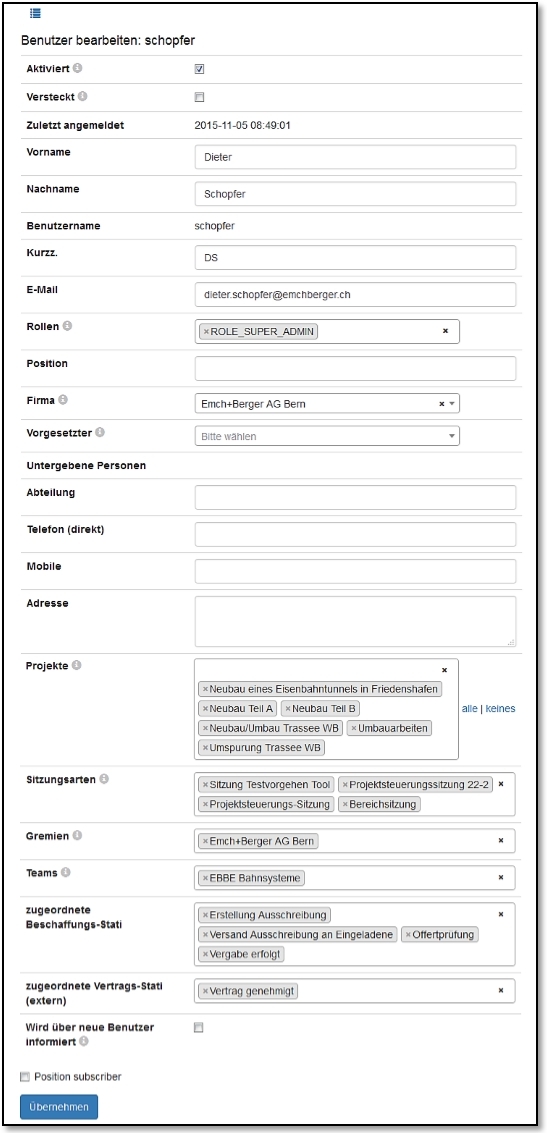 Benutzer bearbeiten: schopfer
Aktiviert
Versteckt
Zuletzt angemeldet 2015-11-05 08:49:01
Vorname Dieter
Nachname Schopfer
Benutzername schopfer
Kurzz. DS
E-Mail dieter.schopfer@emchberger.ch
Rollen ×ROLE_SUPER_ADMIN ×
Position
Firma Emch+Berger AG Bern ×
Vorgesetzter Bitte wählen
Untergebene Personen
Abteilung
Telefon (direkt)
Mobile
Adresse
Projekte ×
×Neubau eines Eisenbahntunnels in Friedenshafen
×Neubau Teil A ×Neubau Teil B alle | keines
×Neubau/Umbau Trassee WB ×Umbauarbeiten
×Umspurung Trassee WB
Sitzungsarten ×Sitzung Testvorgehen Tool ×Projektsteuerungssitzung 22-2 ×
×Projektsteuerungs-Sitzung ×Bereichsitzung
Gremien ×Emch+Berger AG Bern ×
Teams ×EBBE Bahnsysteme ×
zugeordnete ×Erstellung Ausschreibung ×
Beschaffungs-Stati ×Versand Ausschreibung an Eingeladene ×Offertprüfung
×Vergabe erfolgt
zugeordnete Vertrags-Stati ×Vertrag genehmigt ×
(extern)
Wird über neue Benutzer
informiert
Position subscriber
Übernehmen